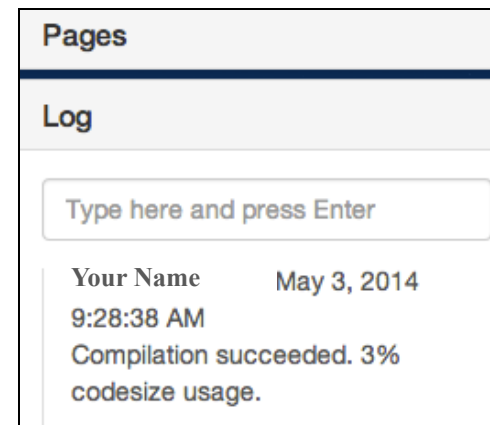 Pages
Log
Type here and press Enter
Your Name May 3, 2014
9:28:38 AM
Compilation succeeded. 3%
codesize usage.